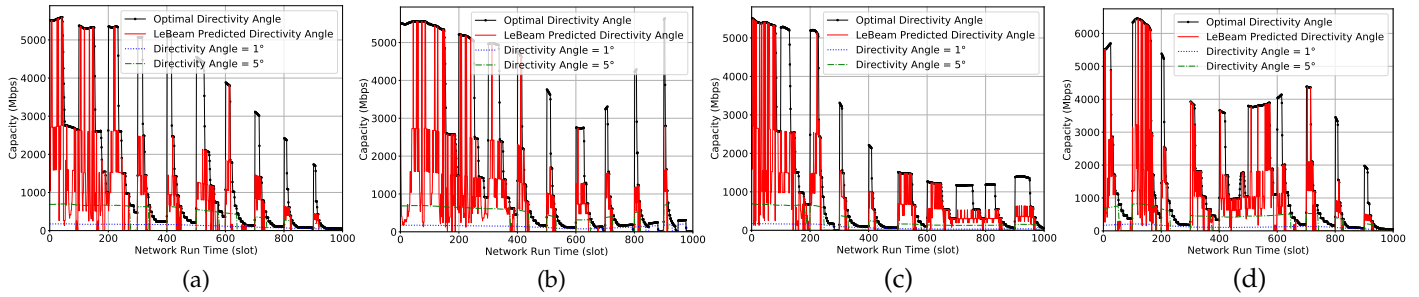 Optimal Directivity Angle
LeBeam Predicted Directivity Angle
Directivity Angle = 1°
Directivity Angle = 5°
Capacity (Mbps)
5000
4000
3000
2000
1000
0
0 200 400 600 800 1000
Network Run Time (slot)
(a)
Optimal Directivity Angle
LeBeam Predicted Directivity Angle
Directivity Angle = 1°
Directivity Angle = 5°
Capacity (Mbps)
5000
4000
3000
2000
1000
0
0 200 400 600 800 1000
Network Run Time (slot)
(b)
Optimal Directivity Angle
LeBeam Predicted Directivity Angle
Directivity Angle = 1°
Directivity Angle = 5°
Capacity (Mbps)
5000
4000
3000
2000
1000
0
0 200 400 600 800 1000
Network Run Time (slot)
(c)
Optimal Directivity Angle
LeBeam Predicted Directivity Angle
Directivity Angle = 1°
Directivity Angle = 5°
Capacity (Mbps)
6000
5000
4000
3000
2000
1000
0
0 200 400 600 800 1000
Network Run Time (slot)
(d)